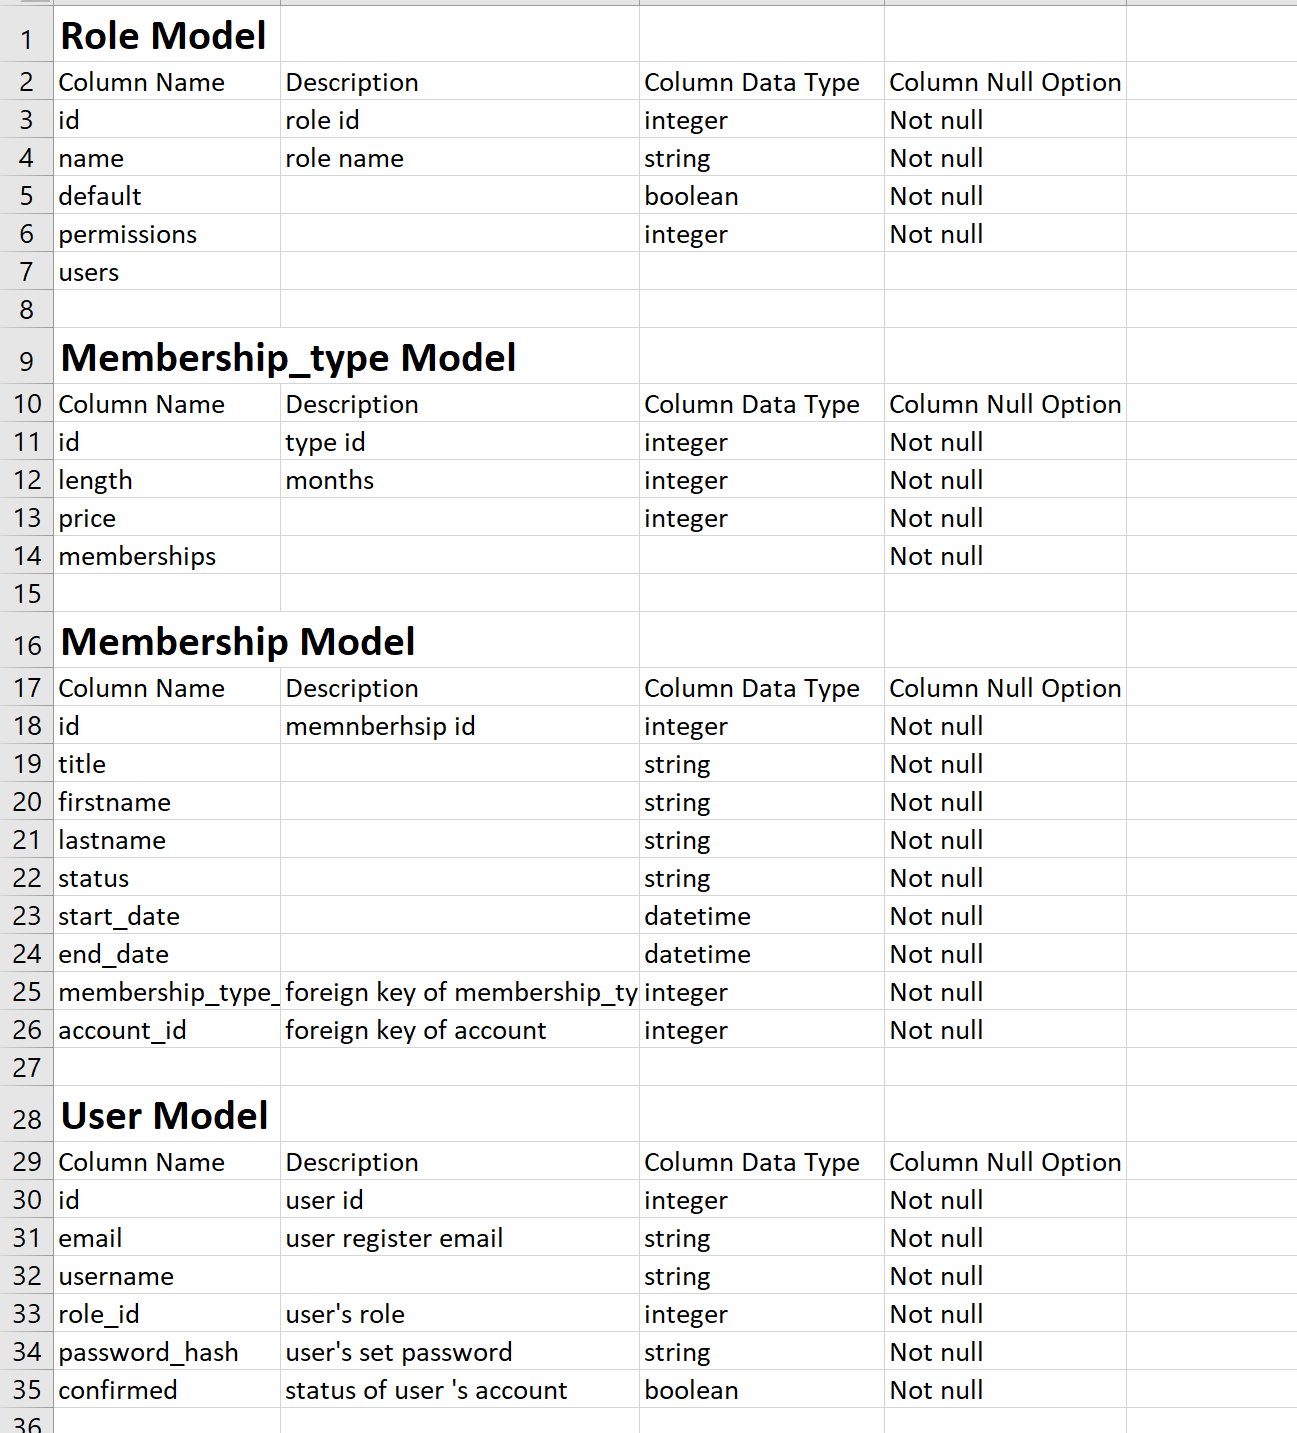 1 Role Model
2 Column Name Description Column Data Type Column Null Option
3 id role id integer Not null
4 name role name string Not null
5 default boolean Not null
6 permissions integer Not null
7 users
8
9 Membership_type Model
10 Column Name Description Column Data Type Column Null Option
11 id type id integer Not null
12 length months integer Not null
13 price integer Not null
14 memberships Not null
15
16 Membership Model
17 Column Name Description Column Data Type Column Null Option
18 id memnberhsip id integer Not null
19 title string Not null
20 firstname string Not null
21 lastname string Not null
22 status string Not null
23 start_date datetime Not null
24 end_date datetime Not null
25 membership_type_ foreign key of membership_ty integer Not null
26 account_id foreign key of account integer Not null
27
28 User Model
29 Column Name Description Column Data Type Column Null Option
30 id user id integer Not null
31 email user register email string Not null
32 username string Not null
33 role_id user's role integer Not null
34 password_hash user's set password string Not null
35 confirmed status of user 's account boolean Not null
36